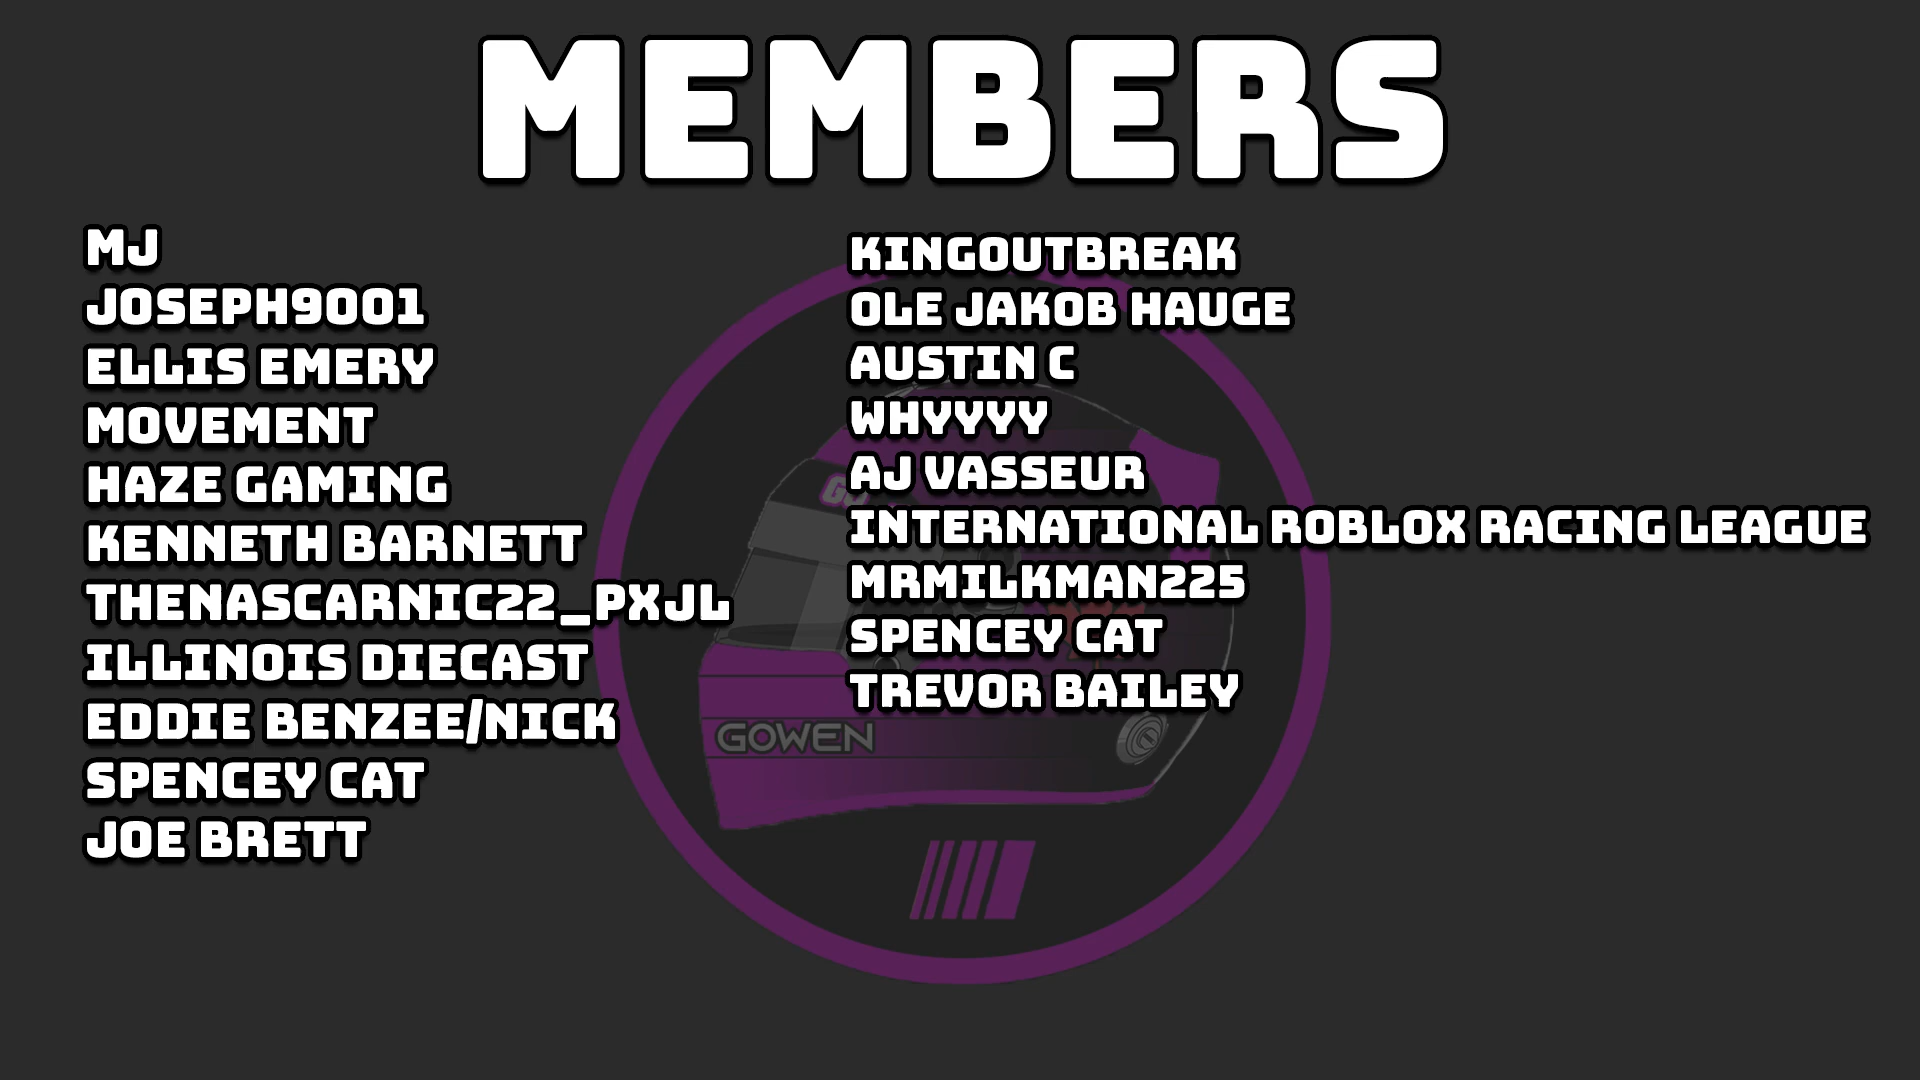 MEMBERS
MJ
JOSEPH9001
ELLIS EMERY
MOVEMENT
HAZE GAMING
KENNETH BARNETT
THENASCARNIC22_PXJL
ILLINOIS DIECAST
EDDIE BENZEE/NICK
SPENCEY CAT
JOE BRETT
KINGOUTBREAK
OLE JAKOB HAUGE
AUSTIN C
WHYYYY
AJ VASSEUR
INTERNATIONAL ROBLOX RACING LEAGUE
MRMILKMAN225
SPENCEY CAT
TREVOR BAILEY
GOWEN